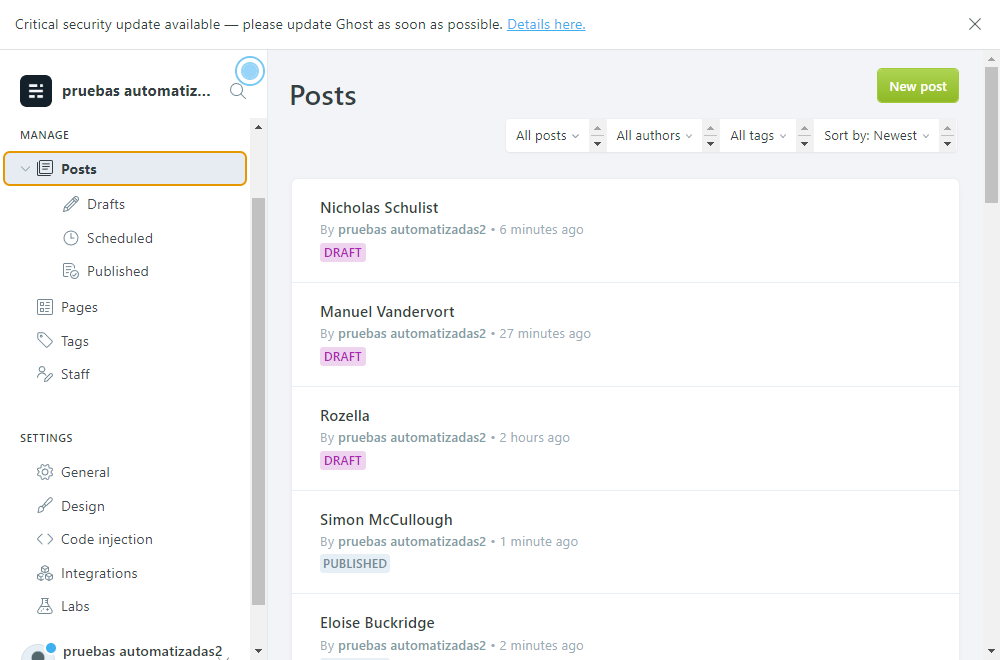 Critical security update available — please update Ghost as soon as possible. Details here.
pruebas automatiz...
MANAGE
Posts
Drafts
Scheduled
Published
Pages
Tags
Staff
SETTINGS
General
Design
Code injection
Integrations
Labs
pruebas automatizadas2
Posts
New post
All posts
All authors
All tags
Sort by: Newest
Nicholas Schulist
By pruebas automatizadas2 • 6 minutes ago
DRAFT
Manuel Vandervort
By pruebas automatizadas2 • 27 minutes ago
DRAFT
Rozella
By pruebas automatizadas2 • 2 hours ago
DRAFT
Simon McCullough
By pruebas automatizadas2 • 1 minute ago
PUBLISHED
Eloise Buckridge
By pruebas automatizadas2 • 2 minutes ago